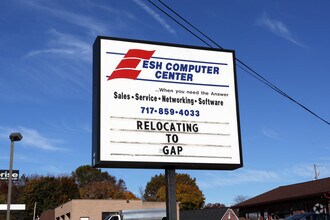 ESH COMPUTER
CENTER
...when you need the Answer
Sales • Service • Networking • Software
717-859-4033
RELOCATING
TO
GAP